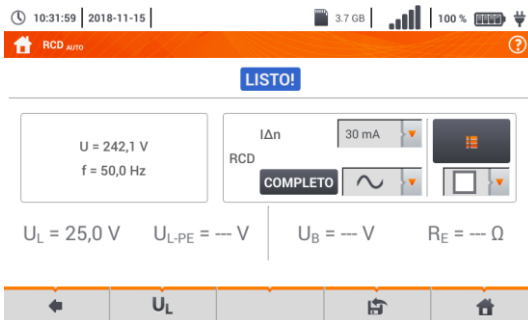 10:31:59 2018-11-15 3.7 GB 100 %
RCD AUTO ?
LISTO!
U = 242,1 V
f = 50,0 Hz
IΔn 30 mA
RCD
COMPLETO
UL = 25,0 V UL-PE = --- V UB = --- V RE = --- Ω
UL